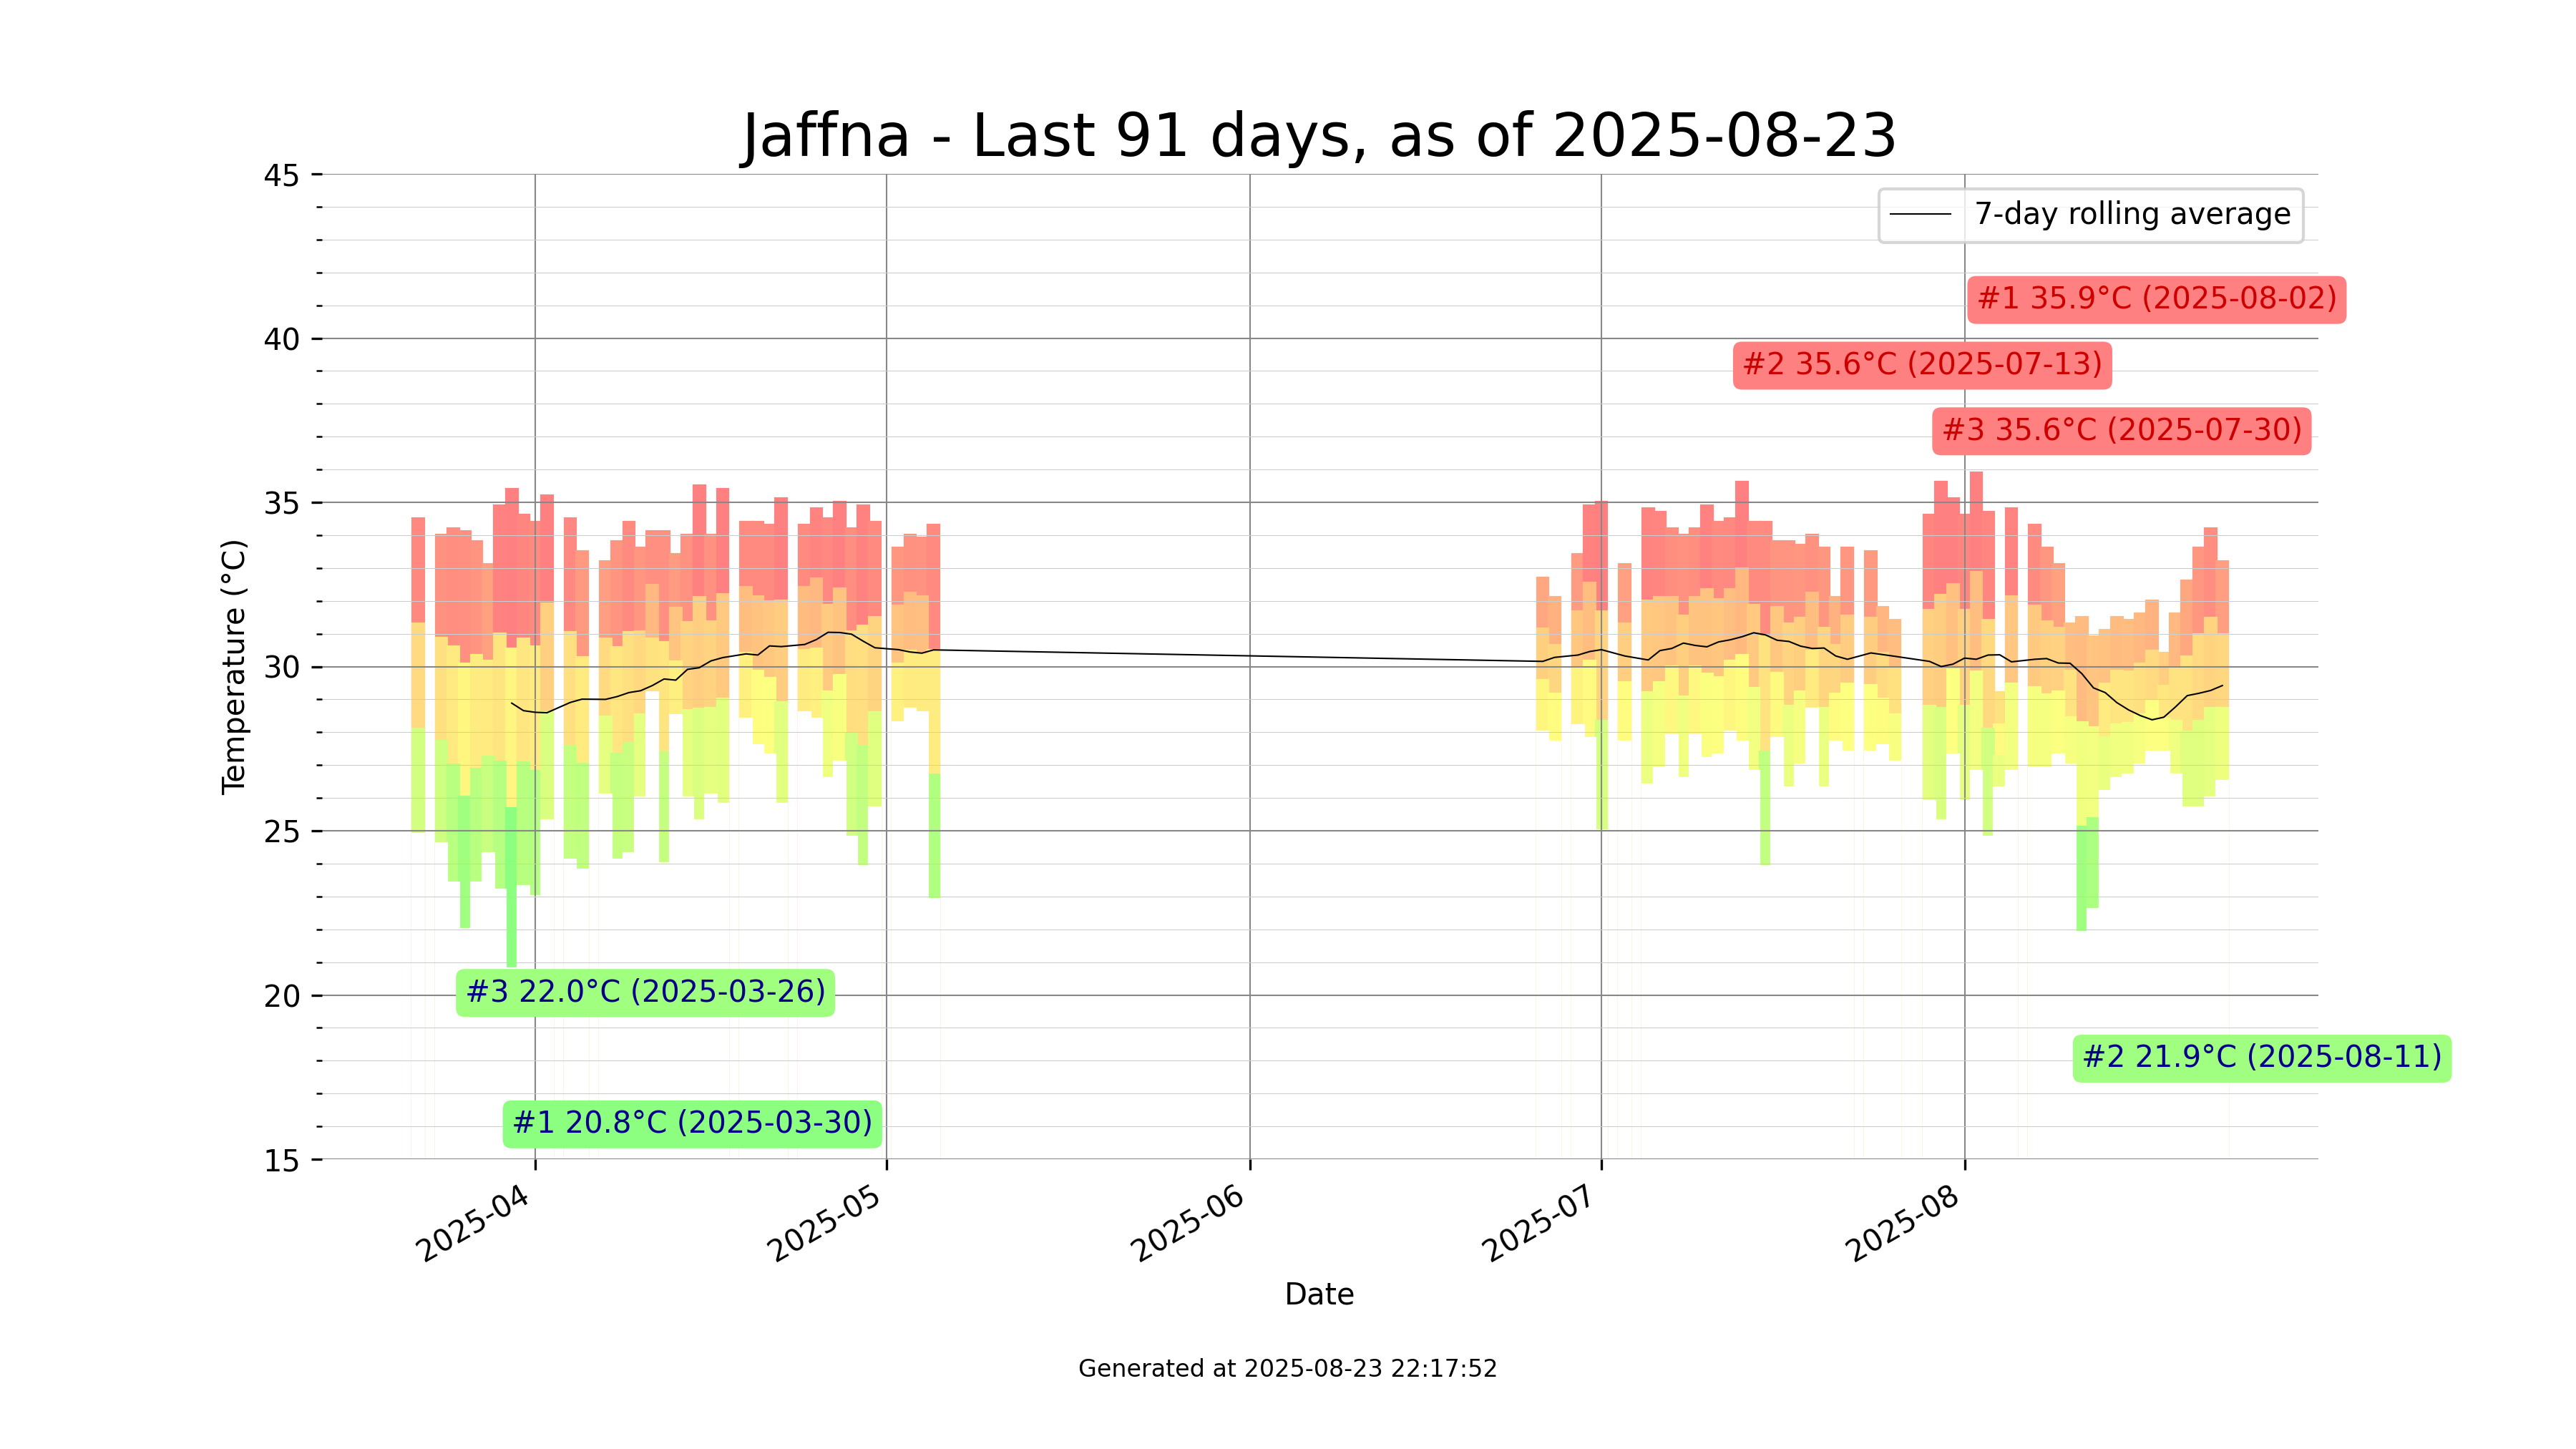 Jaffna - Last 91 days, as of 2025-08-23
7-day rolling average
#1 35.9°C (2025-08-02)
#2 35.6°C (2025-07-13)
#3 35.6°C (2025-07-30)
45
40
35
30
25
20
15
Temperature (°C)
#3 22.0°C (2025-03-26)
#2 21.9°C (2025-08-11)
#1 20.8°C (2025-03-30)
2025-04
2025-05
2025-06
2025-07
2025-08
Date
Generated at 2025-08-23 22:17:52